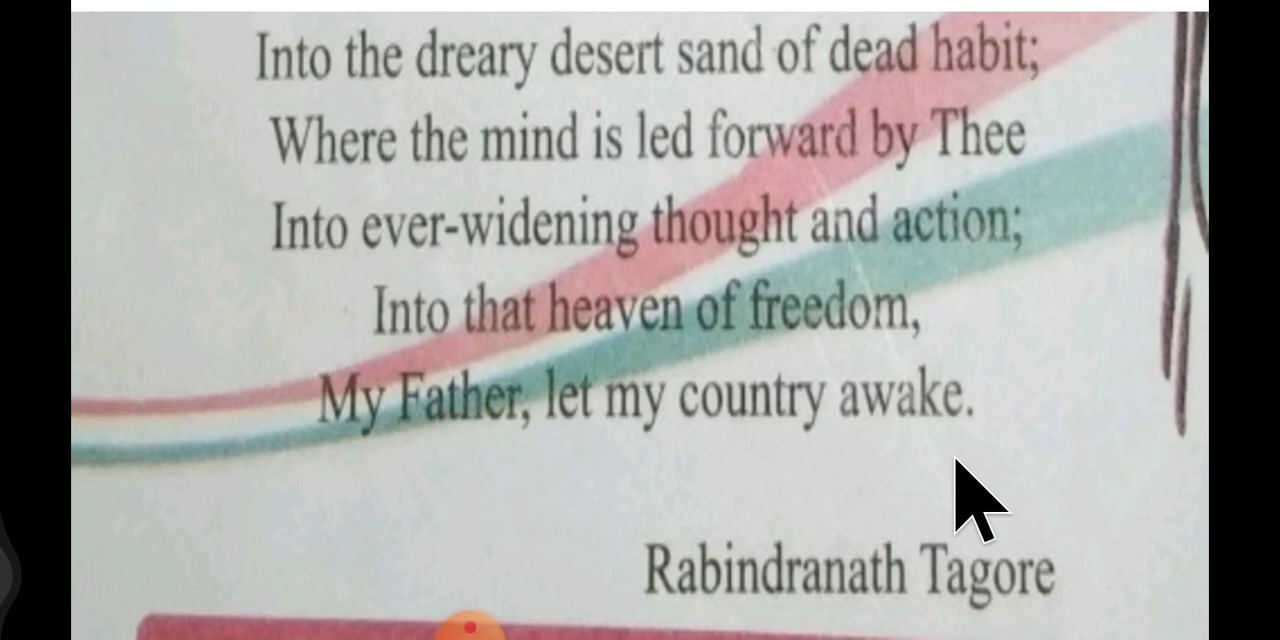 Into the dreary desert sand of dead habit;
Where the mind is led forward by Thee
Into ever-widening thought and action;
Into that heaven of freedom,
My Father, let my country awake.
Rabindranath Tagore